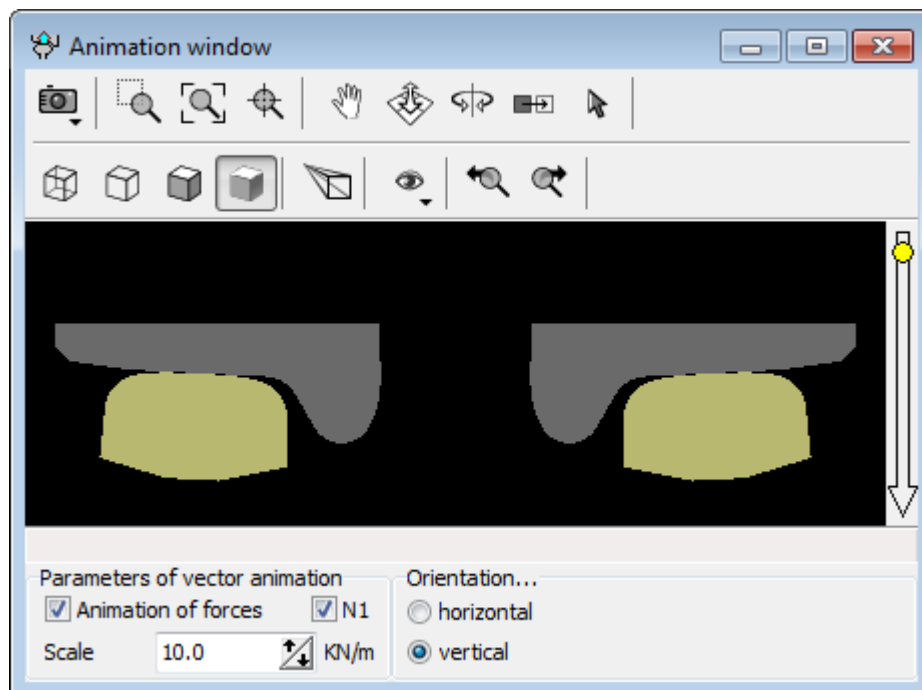 Animation window
Parameters of vector animation
Animation of forces N1
Scale 10.0 KN/m
Orientation...
horizontal
vertical